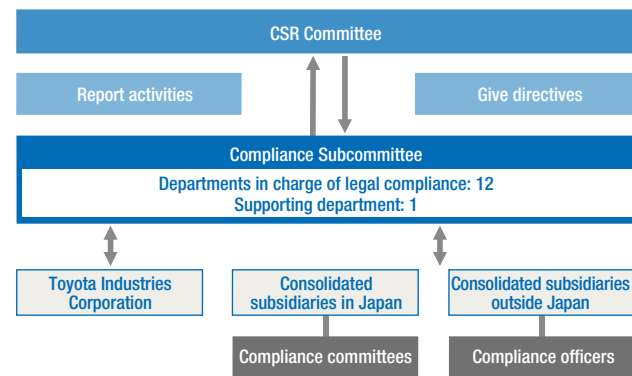 CSR Committee
Report activities
Give directives
Compliance Subcommittee
Departments in charge of legal compliance: 12
Supporting department: 1
Toyota Industries
Corporation
Consolidated
subsidiaries in Japan
Consolidated subsidiaries
outside Japan
Compliance committees
Compliance officers